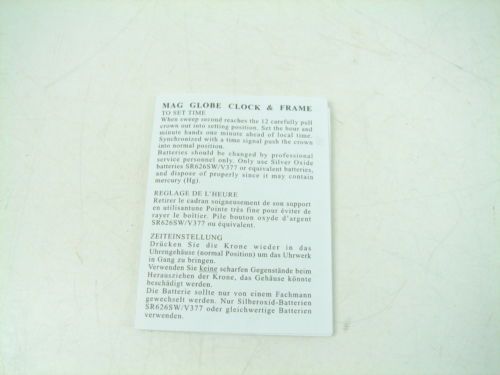 MAG GLOBE CLOCK & FRAME
TO SET TIME
When sweep second reaches the 12 carefully pull
crown out into setting position. Set the hour and
minute hands one minute ahead of local time.
Synchronized with a time signal push the crown
into normal position.
Batteries should be changed by professional
service personnel only. Only use Silver Oxide
batteries SR626SW/V377 or equivalent batteries,
and dispose of properly since it may contain
mercury (Hg).
REGLAGE DE L'HEURE
Retirer le cadran soigneusement de son support
en utilisantune Pointe très fine pour éviter de
rayer le boîtier. Pile bouton oxyde d'argent
SR626SW/V377 ou équivalent.
ZEITEINSTELLUNG
Drücken Sie die Krone wieder in das
Uhrengehäuse (normal Position) um das Uhrwerk
in Gang zu bringen.
Verwenden Sie keine scharfen Gegenstände beim
Herausziehen der Krone, das Gehäuse könnte
beschädigt werden.
Die Batterie sollte nur von einem Fachmann
gewechselt werden. Nur Silberoxid-Batterien
SR626SW/V377 oder gleichwertige Batterien
verwenden.